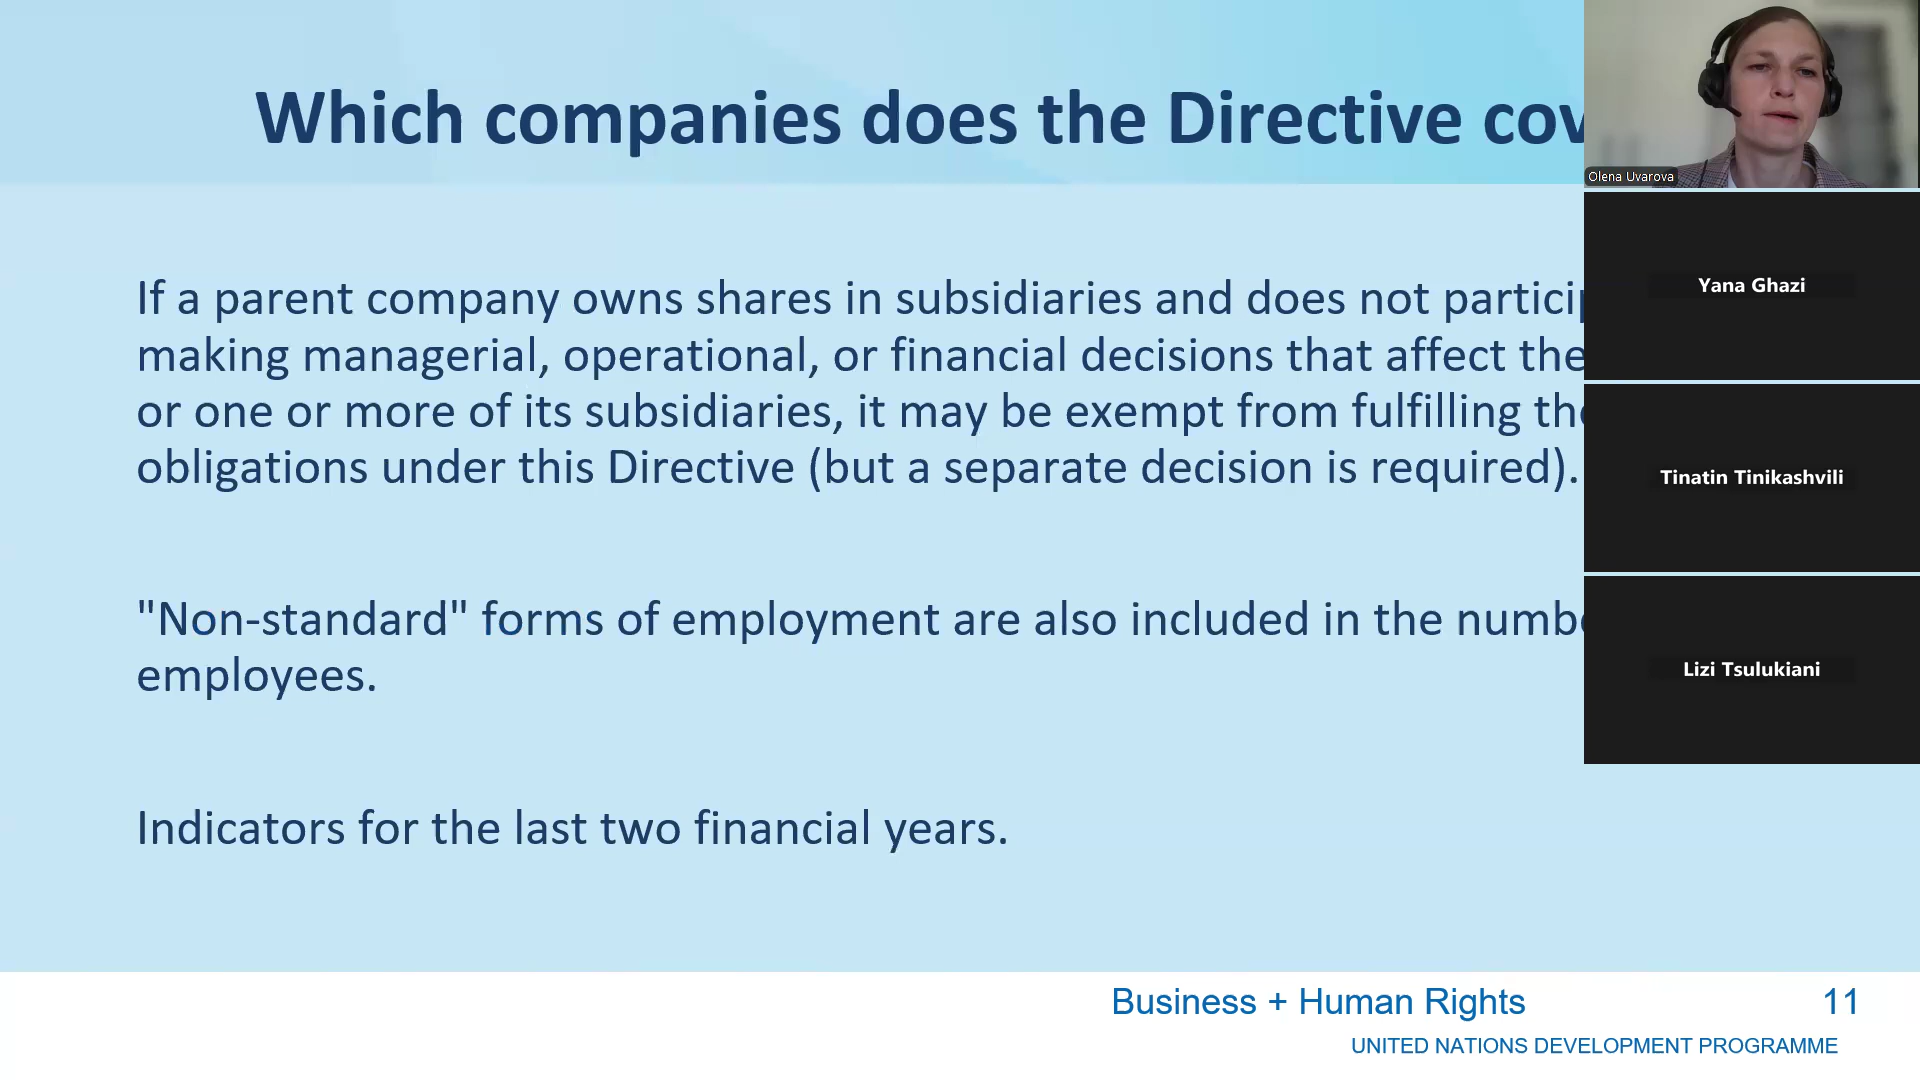 Which companies does the Directive cov
If a parent company owns shares in subsidiaries and does not particip
making managerial, operational, or financial decisions that affect the
or one or more of its subsidiaries, it may be exempt from fulfilling the
obligations under this Directive (but a separate decision is required).
"Non-standard" forms of employment are also included in the numbe
employees.
Indicators for the last two financial years.
Business + Human Rights
11
UNITED NATIONS DEVELOPMENT PROGRAMME
Olena Uvarova
Yana Ghazi
Tinatin Tinikashvili
Lizi Tsulukiani